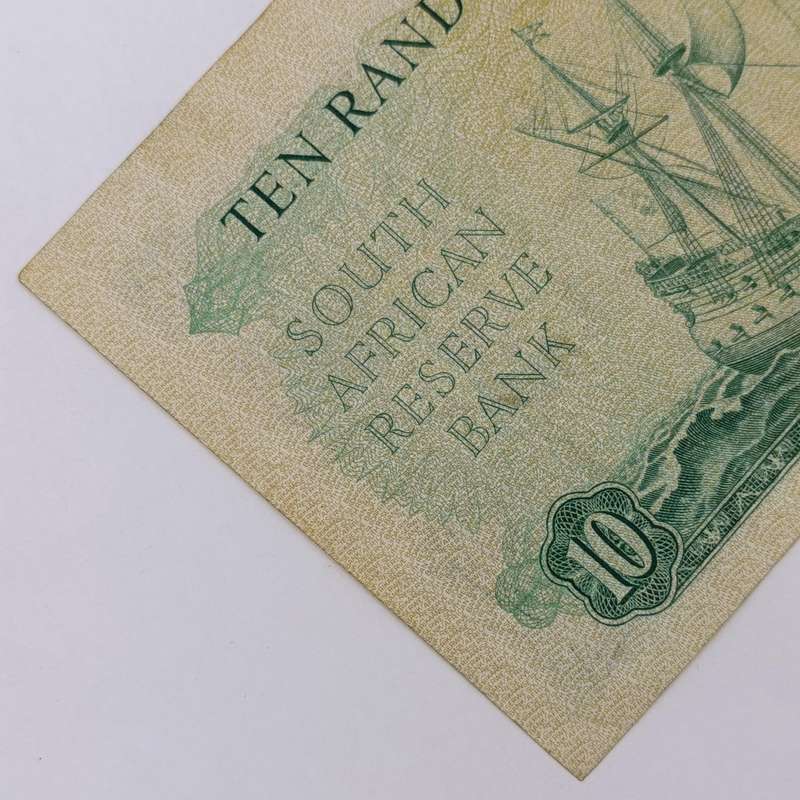 TEN RAND
SOUTH
AFRICAN
RESERVE
BANK
10